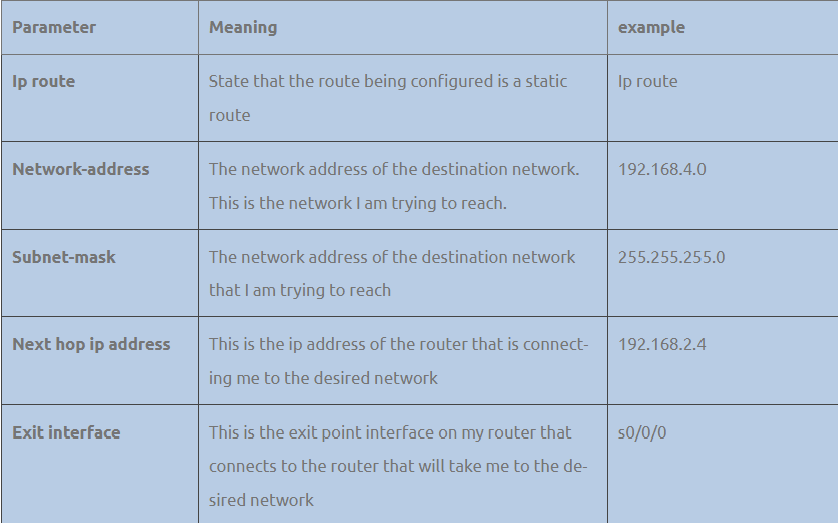 Parameter Meaning example
Ip route State that the route being configured is a static Ip route
route
Network-address The network address of the destination network. 192.168.4.0
This is the network I am trying to reach.
Subnet-mask The network address of the destination network 255.255.255.0
that I am trying to reach
Next hop ip address This is the ip address of the router that is connect- 192.168.2.4
ing me to the desired network
Exit interface This is the exit point interface on my router that s0/0/0
connects to the router that will take me to the de-
sired network